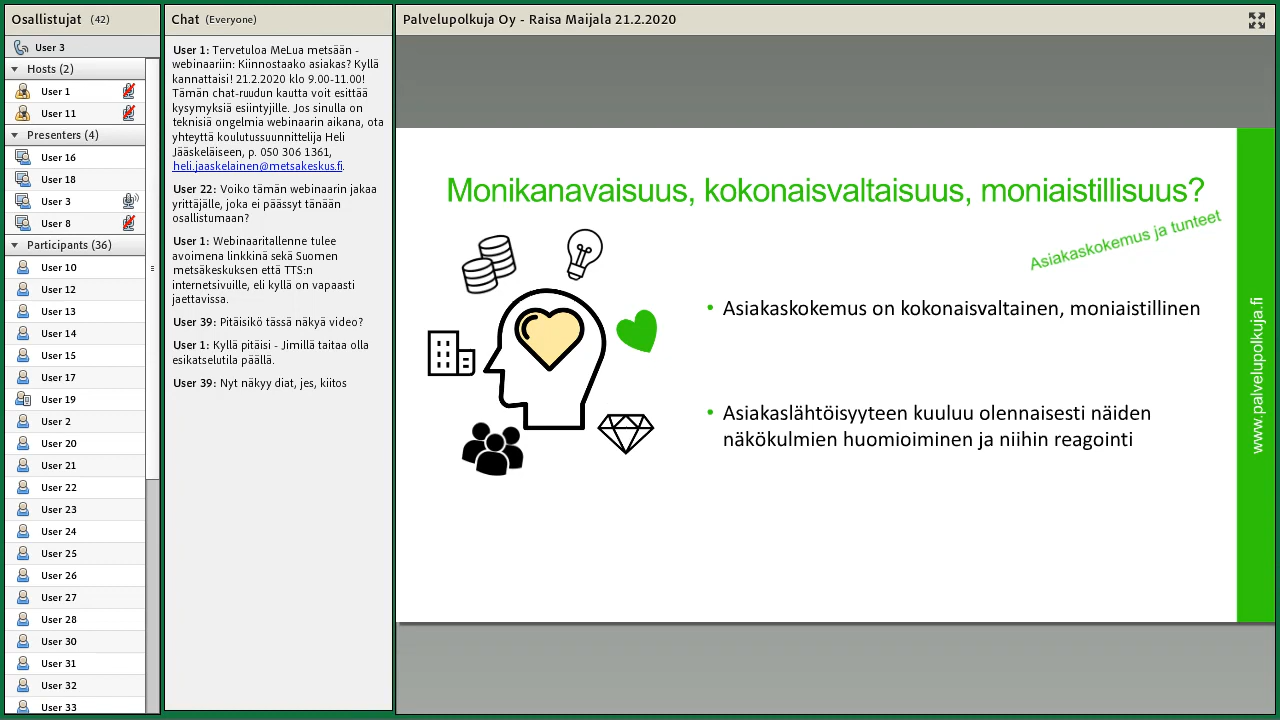 Osallistujat (42)
User 3
Hosts (2)
User 1
User 11
Presenters (4)
User 16
User 18
User 3
User 8
Participants (36)
User 10
User 12
User 13
User 14
User 15
User 17
User 19
User 2
User 20
User 21
User 22
User 23
User 24
User 25
User 26
User 27
User 28
User 30
User 31
User 32
User 33
Chat (Everyone)
User 1: Tervetuloa MeLua metsään -
webinaariin: Kiinnostaako asiakas? Kyllä
kannattaisi! 21.2.2020 klo 9.00-11.00!
Tämän chat-ruudun kautta voit esittää
kysymyksiä esiintyjille. Jos sinulla on
teknisiä ongelmia webinaarin aikana, ota
yhteyttä koulutussuunnittelija Heli
Jääskeläiseen, p. 050 306 1361,
heli.jaaskelainen@metsakeskus.fi.
User 22: Voiko tämän webinaarin jakaa
yrittäjälle, joka ei päässyt tänään
osallistumaan?
User 1: Webinaaritallenne tulee
avoimena linkkinä sekä Suomen
metsäkeskuksen että TTS:n
internetsivuille, eli kyllä on vapaasti
jaettavissa.
User 39: Pitäisikö tässä näkyä video?
User 1: Kyllä pitäisi - Jimillä taitaa olla
esikatselutila päällä.
User 39: Nyt näkyy diat, jes, kiitos
Palvelupolkuja Oy - Raisa Maijala 21.2.2020
Monikanavaisuus, kokonaisvaltaisuus, moniaistillisuus?
Asiakaskokemus ja tunteet
• Asiakaskokemus on kokonaisvaltainen, moniaistillinen
• Asiakaslähtöisyyteen kuuluu olennaisesti näiden
näkökulmien huomioiminen ja niihin reagointi
www.palvelupolkuja.fi